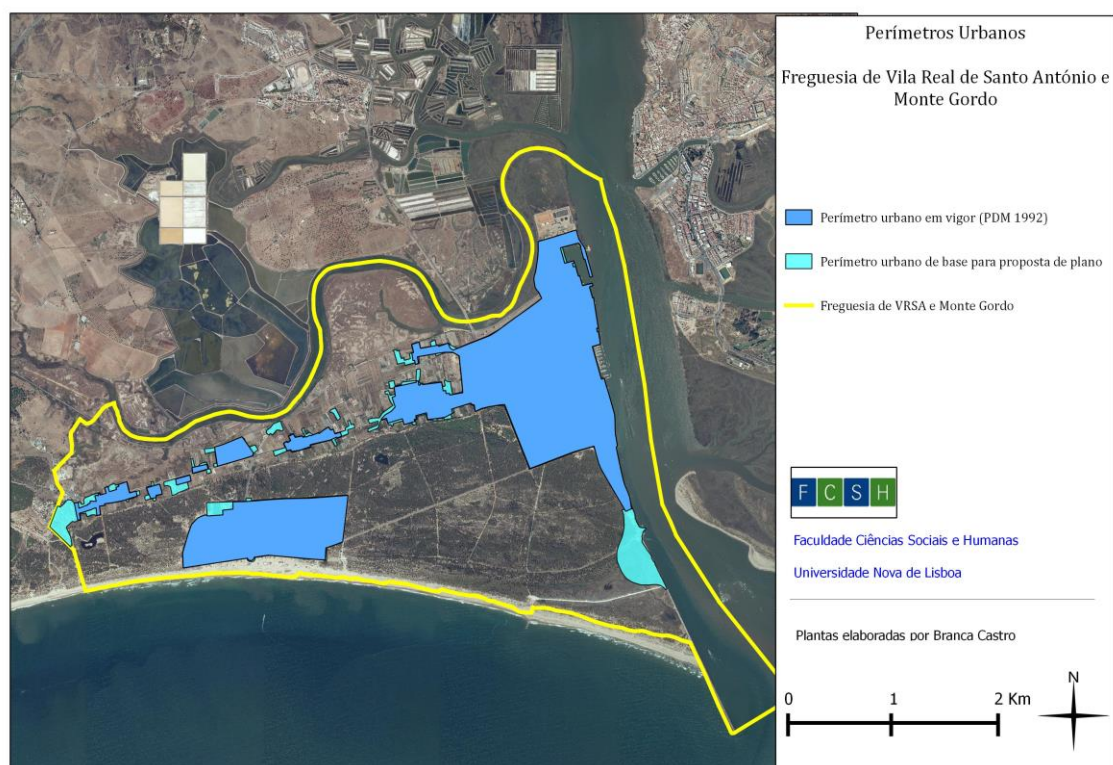 Perímetros Urbanos
Freguesia de Vila Real de Santo António e
Monte Gordo
Perímetro urbano em vigor (PDM 1992)
Perímetro urbano de base para proposta de plano
Freguesia de VRSA e Monte Gordo
F C S H
Faculdade Ciências Sociais e Humanas
Universidade Nova de Lisboa
Plantas elaboradas por Branca Castro
0 1 2 Km
N